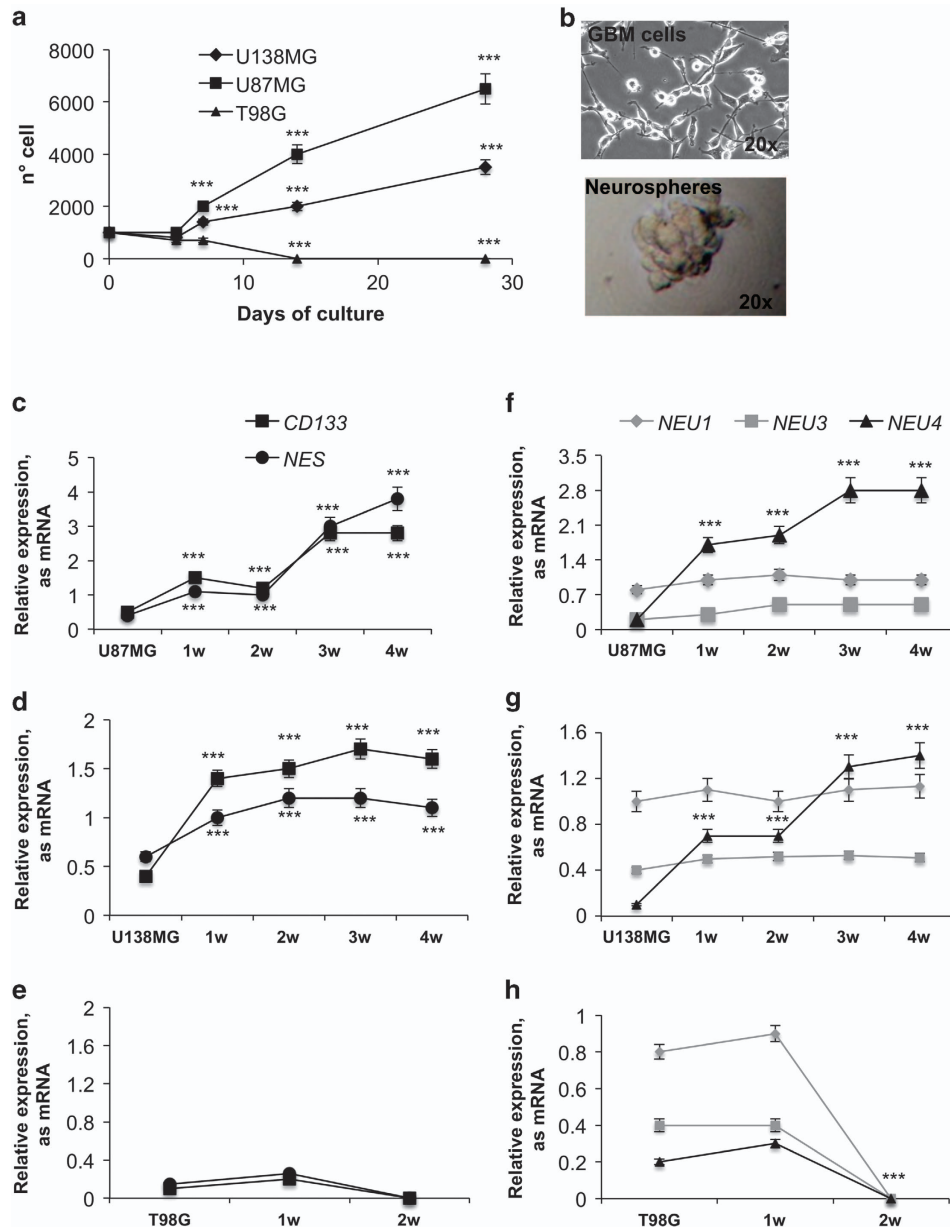 a
8000
6000
4000
2000
0
n° cell
U138MG
U87MG
T98G
***
***
***
***
***
***
***
***
0
10
20
30
Days of culture
b
GBM cells
20x
Neurospheres
20x
c
CD133
NES
5
4
3
2
1
0
Relative expression,
as mRNA
***
***
***
***
***
***
***
***
U87MG 1w 2w 3w 4w
f
NEU1 NEU3 NEU4
3.5
2.8
2.1
1.4
0.7
0
Relative expression,
as mRNA
***
***
***
***
U87MG 1w 2w 3w 4w
d
2
1.5
1
0.5
0
Relative expression,
as mRNA
***
***
***
***
***
***
***
***
U138MG 1w 2w 3w 4w
g
1.6
1.2
0.8
0.4
0
Relative expression,
as mRNA
***
***
***
***
U138MG 1w 2w 3w 4w
e
2
1.6
1.2
0.8
0.4
0
Relative expression,
as mRNA
T98G 1w 2w
h
1
0.8
0.6
0.4
0.2
0
Relative expression,
as mRNA
***
T98G 1w 2w